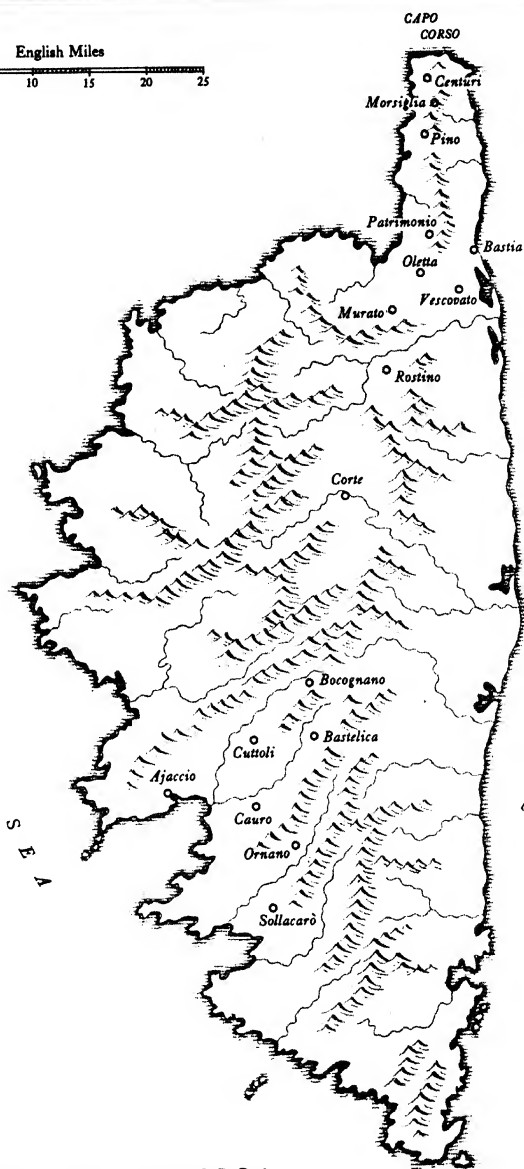 CAPO
CORSO
English Miles
10 15 20 25
Centuri
Morsiglia
Pino
Patrimonio
Bastia
Oletta
Vescovato
Murato
Rostino
Corte
Bocognano
Cuttoli
Bastelica
Ajaccio
Cauro
Ornano
Sollacarò
SEA